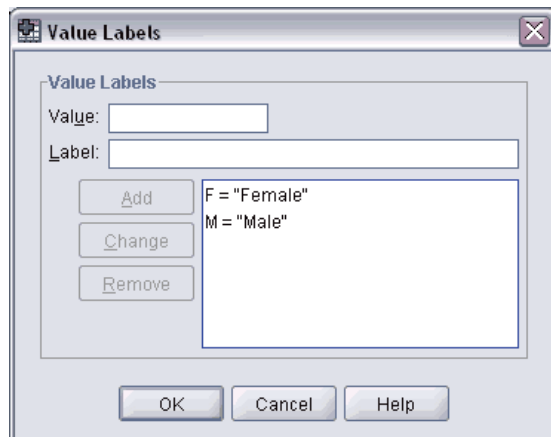 Value Labels
Value Labels
Value:
Label:
Add
F = "Female"
M = "Male"
Change
Remove
OK
Cancel
Help